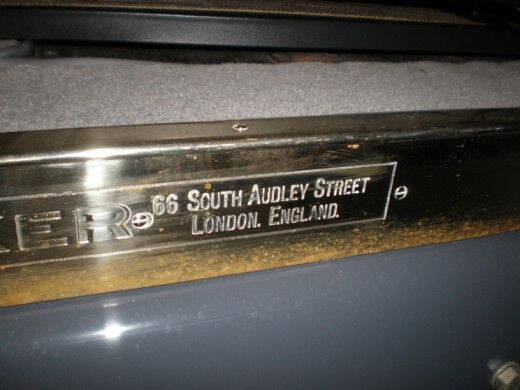 66 SOUTH AUDLEY STREET
LONDON. ENGLAND.